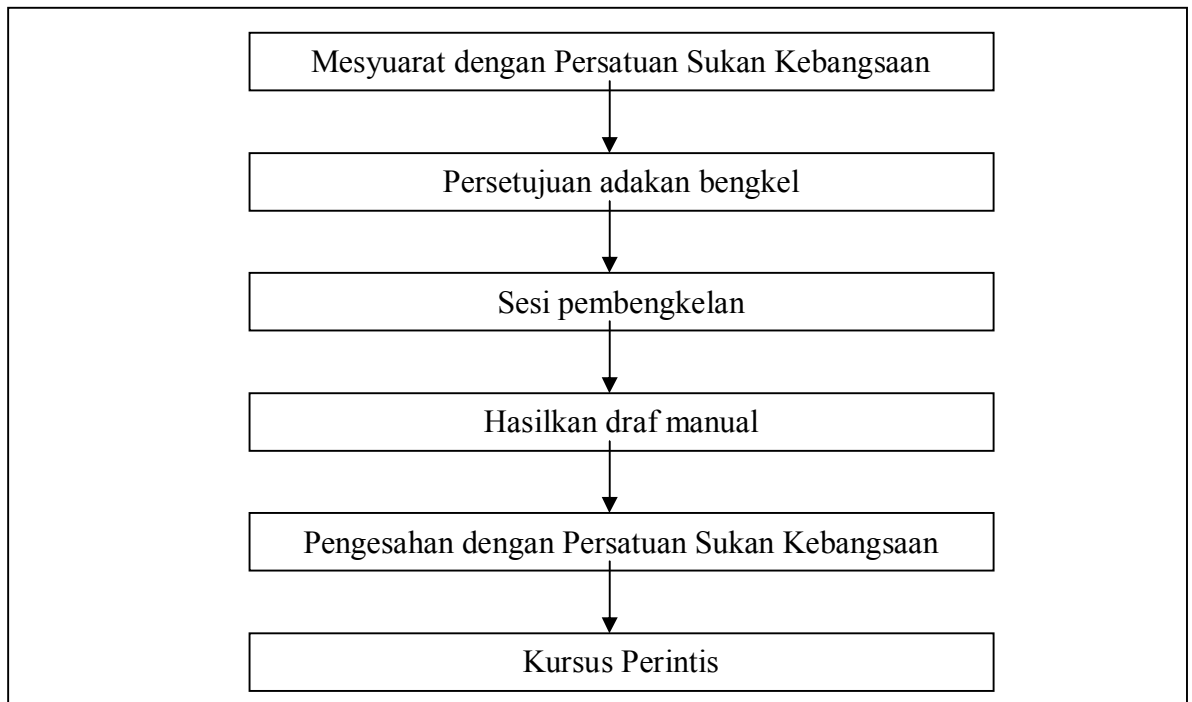 Mesyuarat dengan Persatuan Sukan Kebangsaan
Persetujuan adakan bengkel
Sesi pembengkelan
Hasilkan draf manual
Pengesahan dengan Persatuan Sukan Kebangsaan
Kursus Perintis